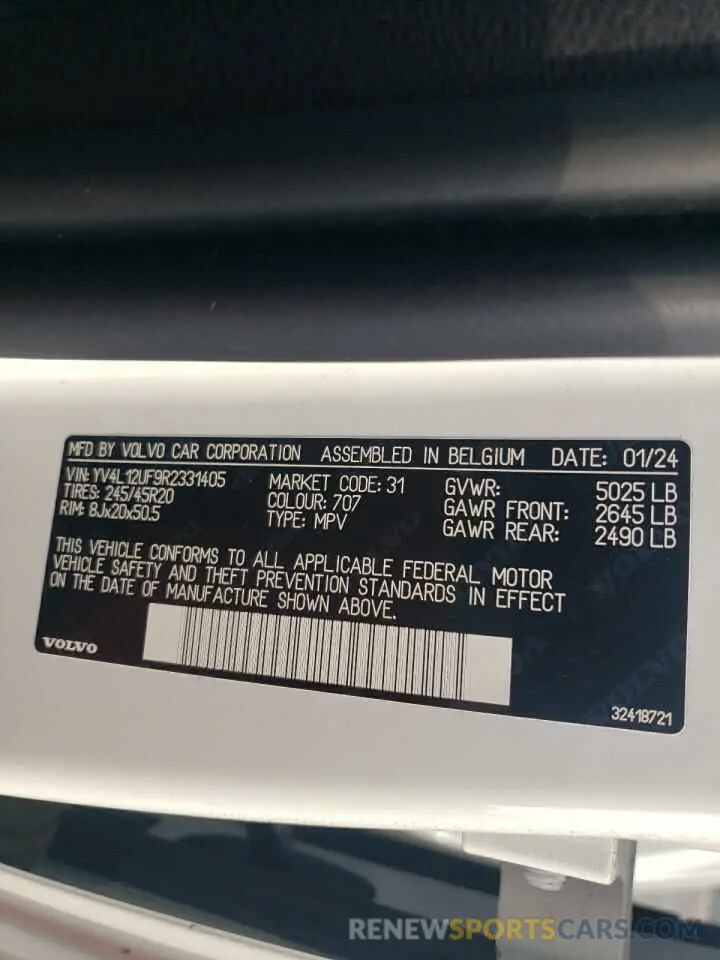 MFD BY VOLVO CAR CORPORATION ASSEMBLED IN BELGIUM DATE: 01/24
VIN: YV4L12UF9R2331405 MARKET CODE: 31 GVWR: 5025 LB
TIRES: 245/45R20 COLOUR: 707 GAWR FRONT: 2645 LB
RIM: 8Jx20x50.5 TYPE: MPV GAWR REAR: 2490 LB
THIS VEHICLE CONFORMS TO ALL APPLICABLE FEDERAL MOTOR
VEHICLE SAFETY AND THEFT PREVENTION STANDARDS IN EFFECT
ON THE DATE OF MANUFACTURE SHOWN ABOVE.
VOLVO
32418721
RENEWSPORTSCARS.COM